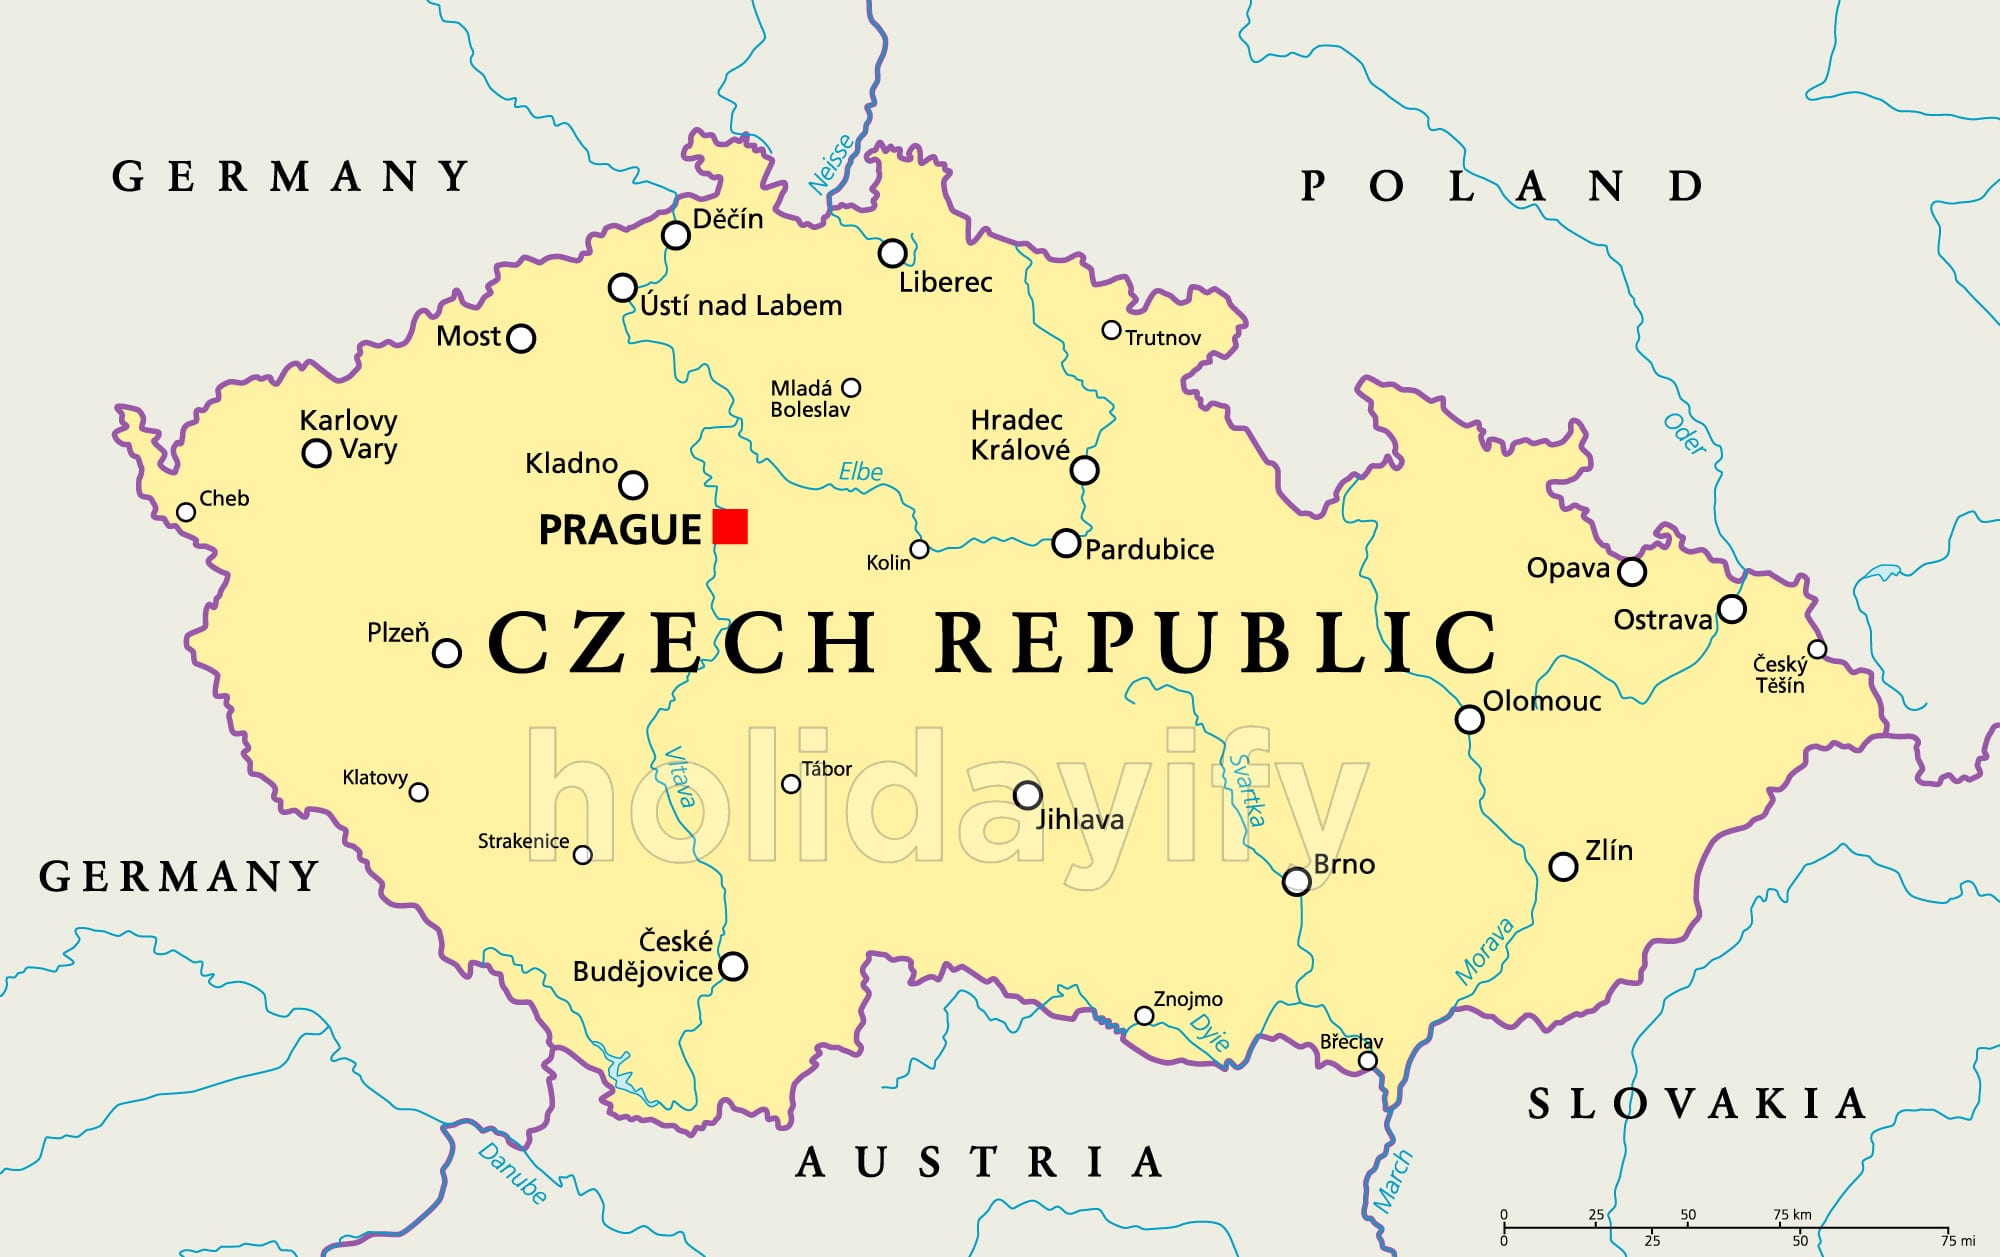 GERMANY
POLAND
Neisse
Děčín
Liberec
Ústí nad Labem
Most
Trutnov
Mladá
Boleslav
Karlovy
Vary
Hradec
Králové
Oder
Kladno
Elbe
Cheb
PRAGUE
Kolin
Pardubice
Opava
Ostrava
Plzeň
CZECH REPUBLIC
Český
Těšín
Olomouc
holidayify
Klatovy
Vltava
Tábor
Svartka
Jihlava
Strakenice
Brno
Zlín
GERMANY
České
Budějovice
Morava
Znojmo
Dyje
Břeclav
SLOVAKIA
AUSTRIA
Danube
March
0 25 50 75 km
0 25 50 75 mi